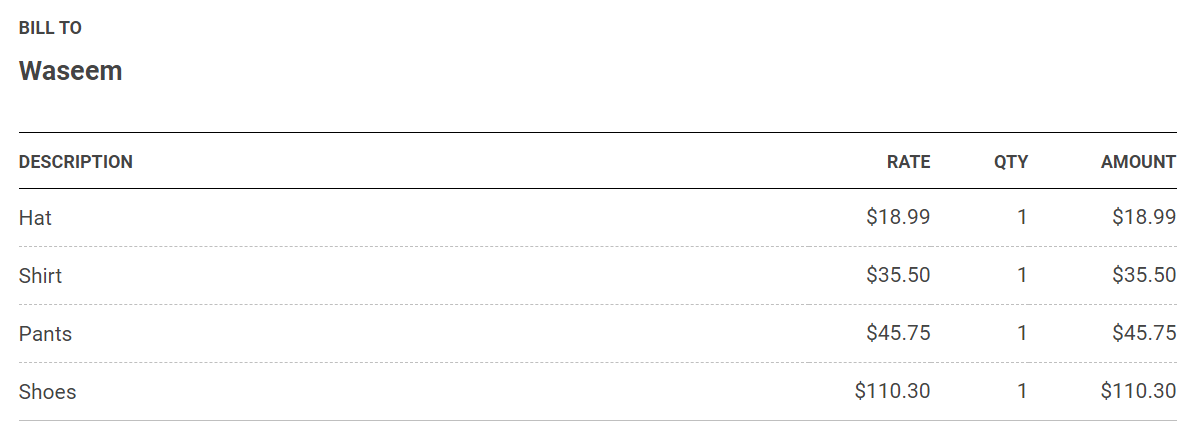 BILL TO
Waseem
DESCRIPTION RATE QTY AMOUNT
Hat $18.99 1 $18.99
Shirt $35.50 1 $35.50
Pants $45.75 1 $45.75
Shoes $110.30 1 $110.30